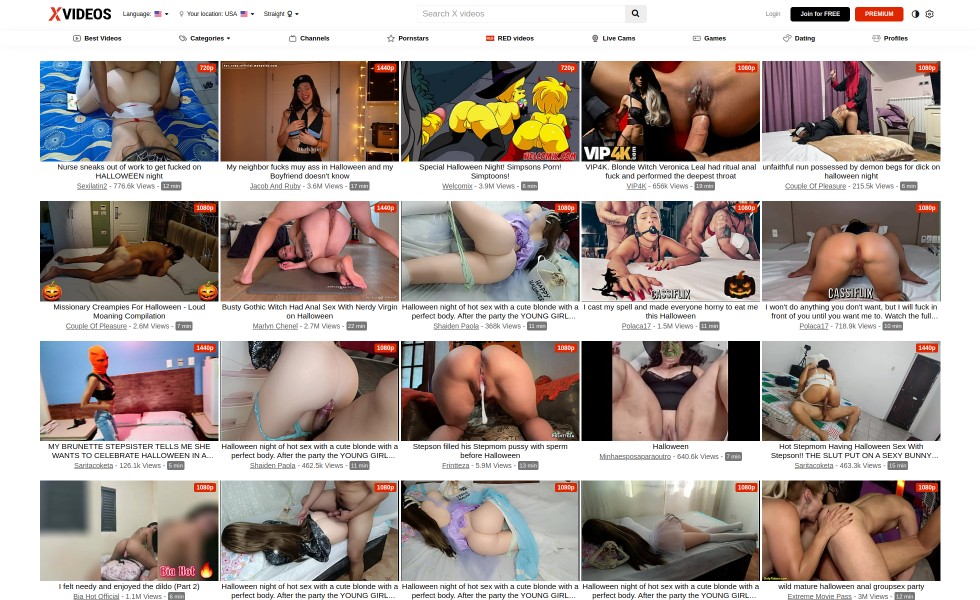 XVIDEOS
Language:
Your location: USA
Straight
Search X videos
Login
Join for FREE
PREMIUM
Best Videos
Categories
Channels
Pornstars
RED videos
Live Cams
Games
Dating
Profiles
720p
Nurse sneaks out of work to get fucked on
HALLOWEEN night
Sexilatin2 - 776.6k Views - 12 min
1440p
My neighbor fucks muy ass in Halloween and my
Boyfriend doesn't know
Jacob And Ruby - 3.6M Views - 17 min
720p
WELCOMIX.COM
Special Halloween Night! Simpsons Porn!
Simptoons!
Welcomix - 3.9M Views - 6 min
1080p
VIP4K.com
VIP4K. Blonde Witch Veronica Leal had ritual anal
fuck and performed the deepest throat
VIP4K - 656k Views - 19 min
1080p
unfaithful nun possessed by demon begs for dick on
halloween night
Couple Of Pleasure - 215.5k Views - 6 min
1080p
Missionary Creampies For Halloween - Loud
Moaning Compilation
Couple Of Pleasure - 2.6M Views - 7 min
1440p
Busty Gothic Witch Had Anal Sex With Nerdy Virgin
on Halloween
Marlyn Chenel - 2.7M Views - 22 min
1080p
HAPPY
Halloween night of hot sex with a cute blonde with a
perfect body. After the party the YOUNG GIRL...
Shaiden Paola - 368k Views - 11 min
1080p
CASSIFLIX
I cast my spell and made everyone horny to eat me
this Halloween
Polaca17 - 1.5M Views - 11 min
1080p
CASSIFLIX
I won't do anything you don't want, but I will fuck in
front of you until you want me to. Watch the full...
Polaca17 - 718.9k Views - 10 min
1440p
MY BRUNETTE STEPSISTER TELLS ME SHE
WANTS TO CELEBRATE HALLOWEEN IN A...
Saritacoketa - 126.1k Views - 5 min
1080p
Halloween night of hot sex with a cute blonde with a
perfect body. After the party the YOUNG GIRL...
Shaiden Paola - 462.5k Views - 11 min
1080p
Stepson filled his Stepmom pussy with sperm
before Halloween
Frinitteza - 5.9M Views - 13 min
Halloween
Minhaesposaparaoutro - 640.6k Views - 7 min
1440p
Hot Stepmom Having Halloween Sex With
Stepson!! THE SLUT PUT ON A SEXY BUNNY...
Saritacoketa - 463.3k Views - 15 min
1080p
Bia Hot
I felt needy and enjoyed the dildo (Part 2)
Bia Hot Official - 1.1M Views - 6 min
1080p
Halloween night of hot sex with a cute blonde with a
perfect body. After the party the YOUNG GIRL...
1080p
Halloween night of hot sex with a cute blonde with a
perfect body. After the party the YOUNG GIRL...
1080p
Halloween night of hot sex with a cute blonde with a
perfect body. After the party the YOUNG GIRL...
1080p
wild mature halloween anal groupsex party
Extreme Movie Pass - 3M Views - 12 min